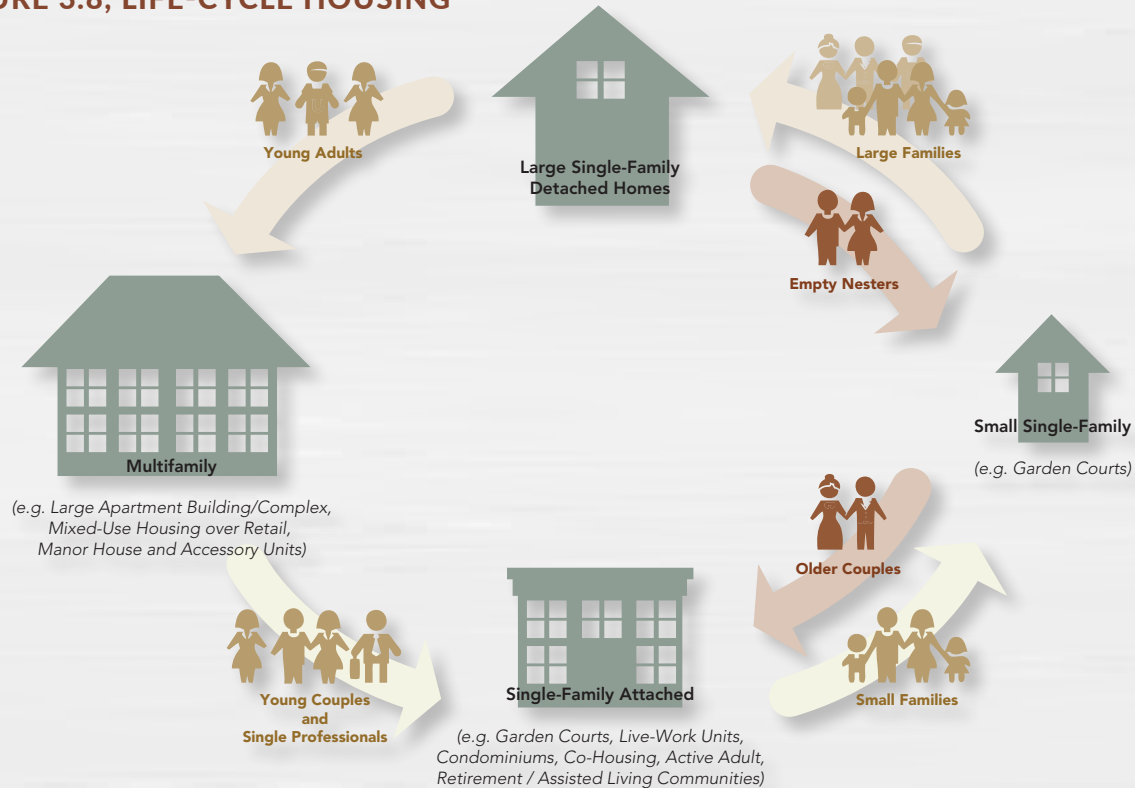 LIFE-CYCLE HOUSING
Young Adults
Large Single-Family
Detached Homes
Large Families
Empty Nesters
Multifamily
(e.g. Large Apartment Building/Complex,
Mixed-Use Housing over Retail,
Manor House and Accessory Units)
Small Single-Family
(e.g. Garden Courts)
Older Couples
Young Couples
and
Single Professionals
Single-Family Attached
(e.g. Garden Courts, Live-Work Units,
Condominiums, Co-Housing, Active Adult,
Retirement / Assisted Living Communities)
Small Families